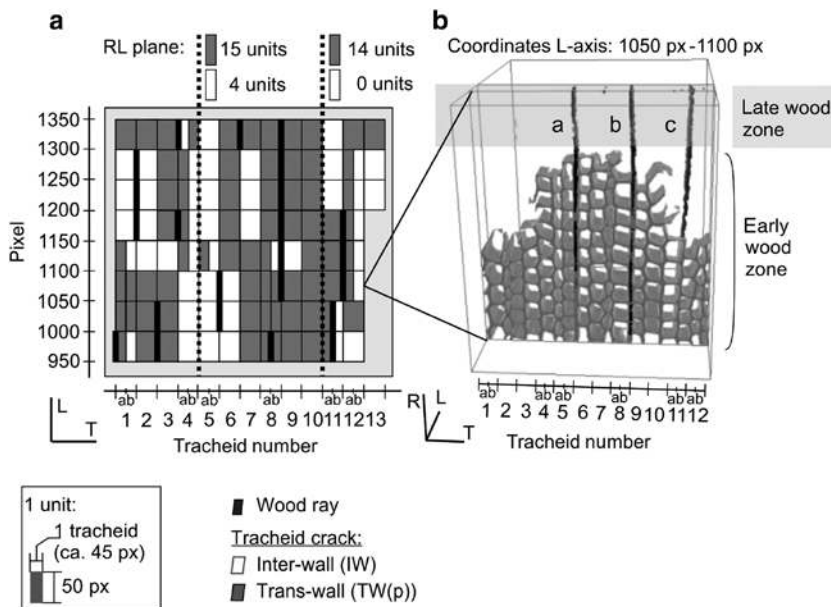 a
RL plane:
15 units
14 units
4 units
0 units
1350
1300
1250
1200
1150
1100
1050
1000
950
Pixel
ab ab ab ab ab
1 2 3 4 5 6 7 8 9 10 11 12 13
Tracheid number
L
T
b
Coordinates L-axis: 1050 px -1100 px
a b c
Late wood
zone
Early
wood
zone
R L
T
ab ab ab ab ab
1 2 3 4 5 6 7 8 9 10 11 12
Tracheid number
1 unit:
1 tracheid
(ca. 45 px)
50 px
Wood ray
Tracheid crack:
Inter-wall (IW)
Trans-wall (TW(p))